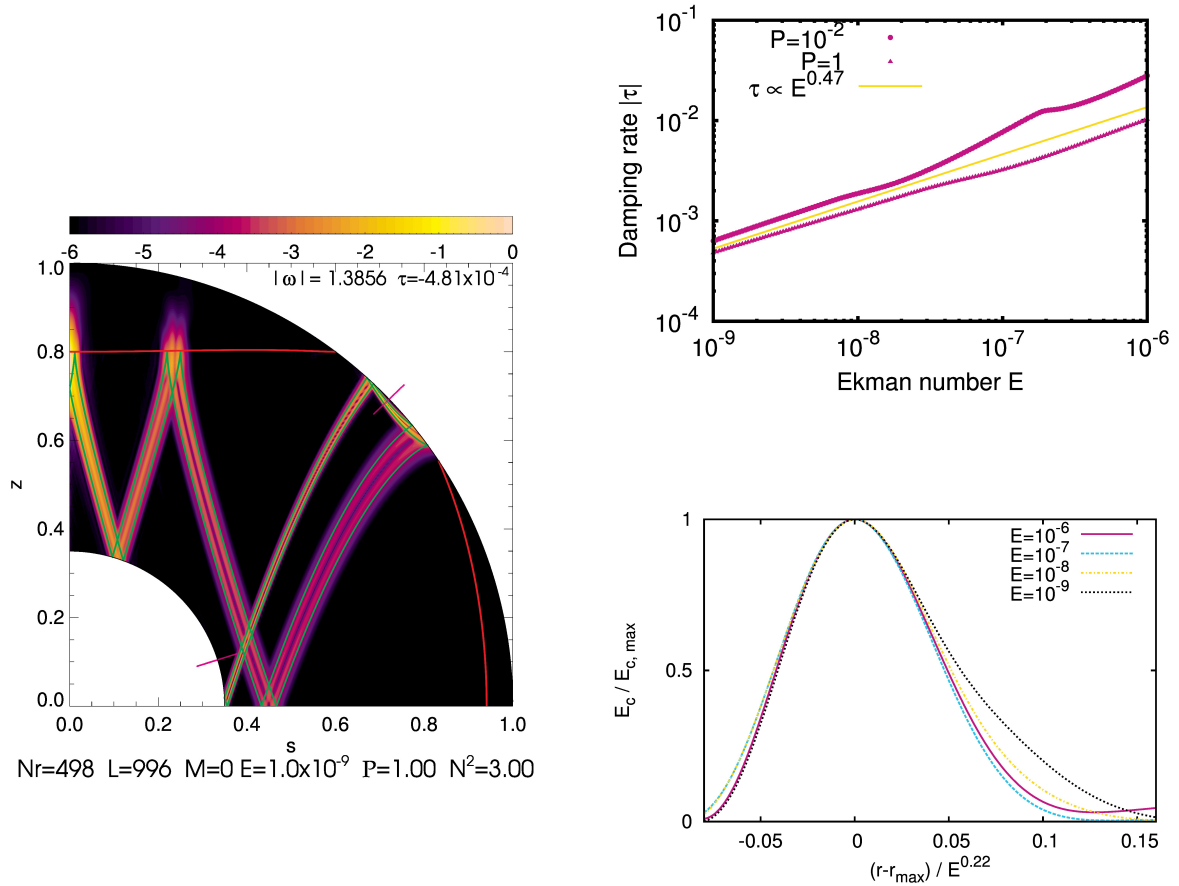 -6 -5 -4 -3 -2 -1 0
|ω| = 1.3856 τ=-4.81x10-4
1.0
0.8
0.6
0.4
0.2
0.0
z
0.0 0.2 0.4 0.6 0.8 1.0
s
Nr=498 L=996 M=0 E=1.0x10-9 P=1.00 N2=3.00
10-1
10-2
10-3
10-4
Damping rate |τ|
P=10-2
P=1
τ ∝ E0.47
10-9 10-8 10-7 10-6
Ekman number E
1
0.5
0
Ec / Ec, max
E=10-6
E=10-7
E=10-8
E=10-9
-0.05 0 0.05 0.1 0.15
(r-rmax) / E0.22